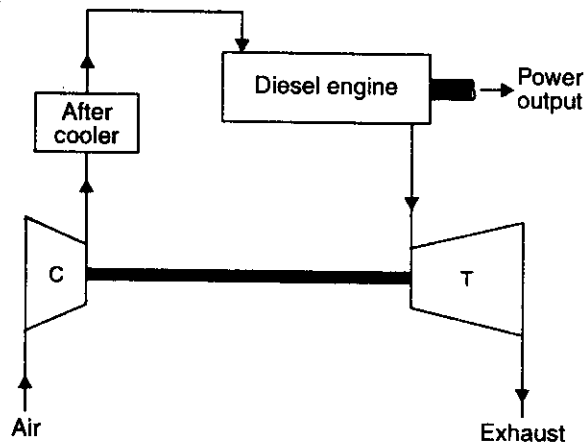 Diesel engine
Power
output
After
cooler
C
T
Air
Exhaust